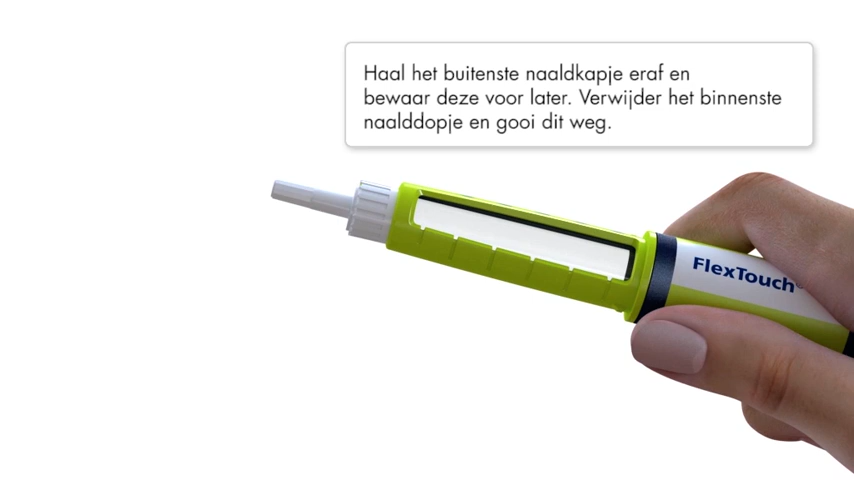 Haal het buitenste naaldkapje eraf en
bewaar deze voor later. Verwijder het binnenste
naalddopje en gooi dit weg.
FlexTouch®